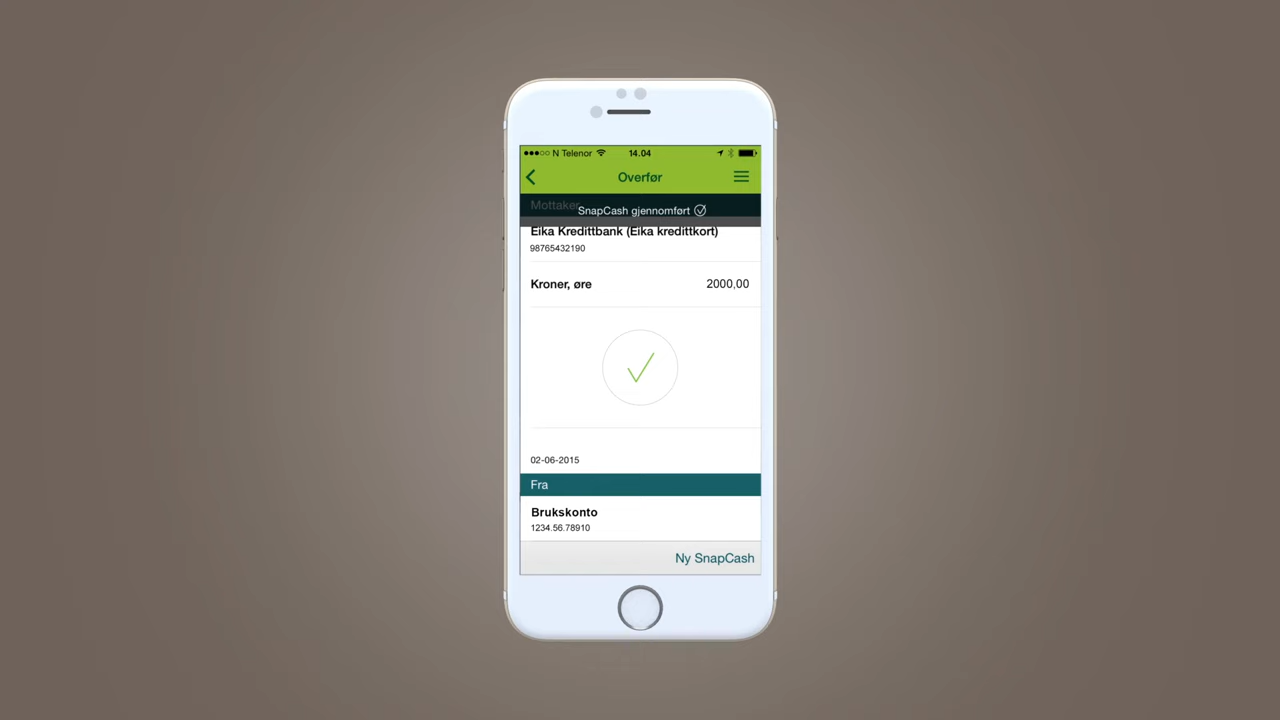 N Telenor 14.04
Overfør
Mottaker
SnapCash gjennomført
Eika Kredittbank (Eika kredittkort)
98765432190
Kroner, øre 2000,00
02-06-2015
Fra
Brukskonto
1234.56.78910
Ny SnapCash